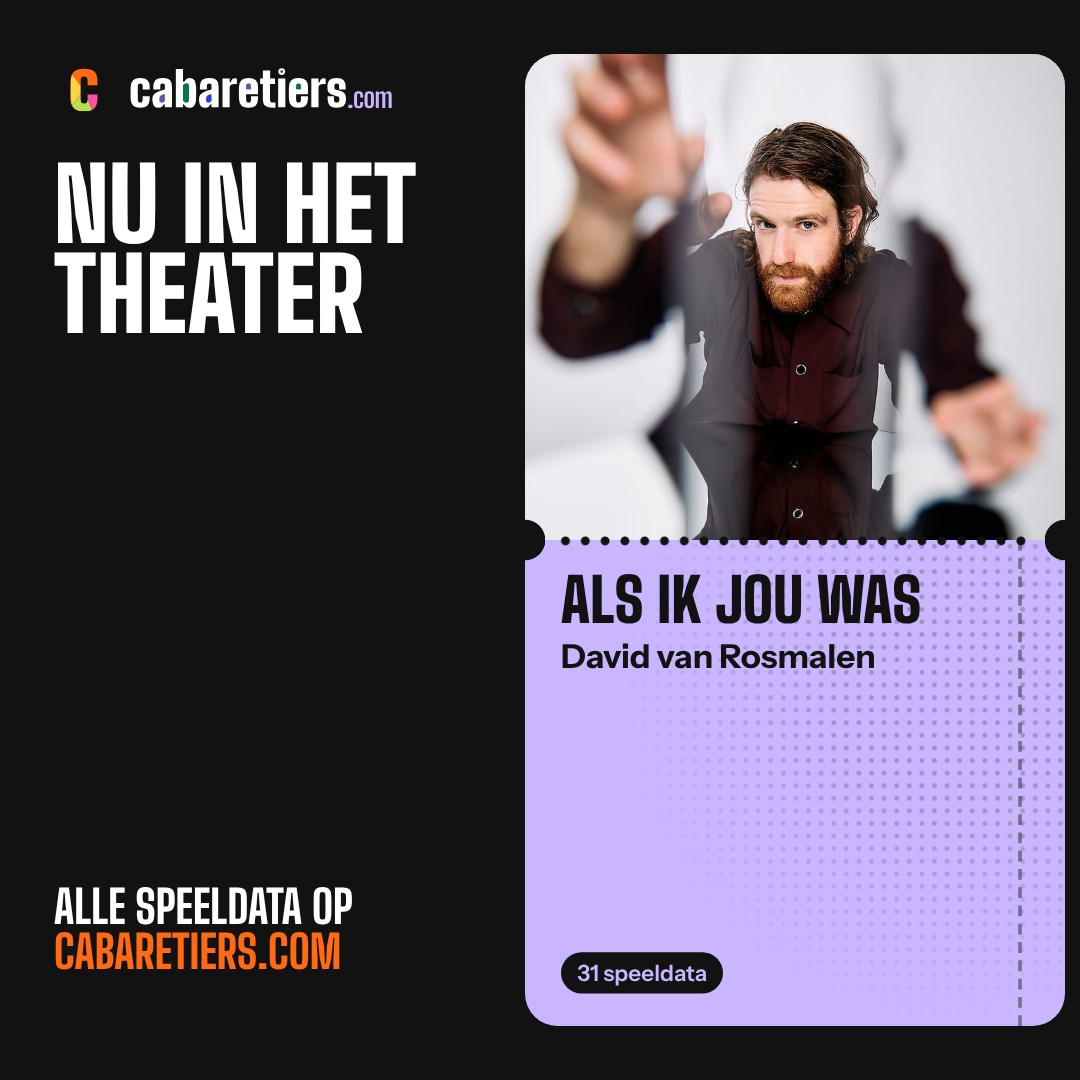 cabaretiers.com
NU IN HET
THEATER
ALS IK JOU WAS
David van Rosmalen
31 speeldata
ALLE SPEELDATA OP
CABARETIERS.COM